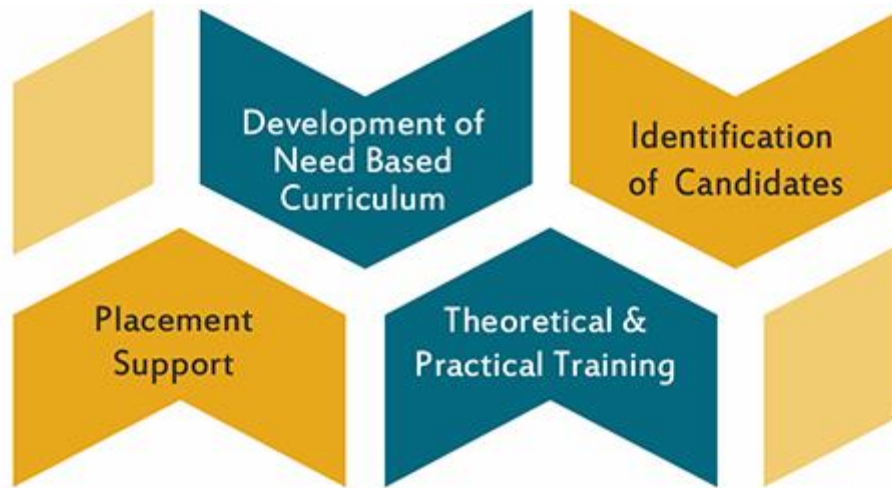 Development of
Need Based
Curriculum
Identification
of Candidates
Placement
Support
Theoretical &
Practical Training